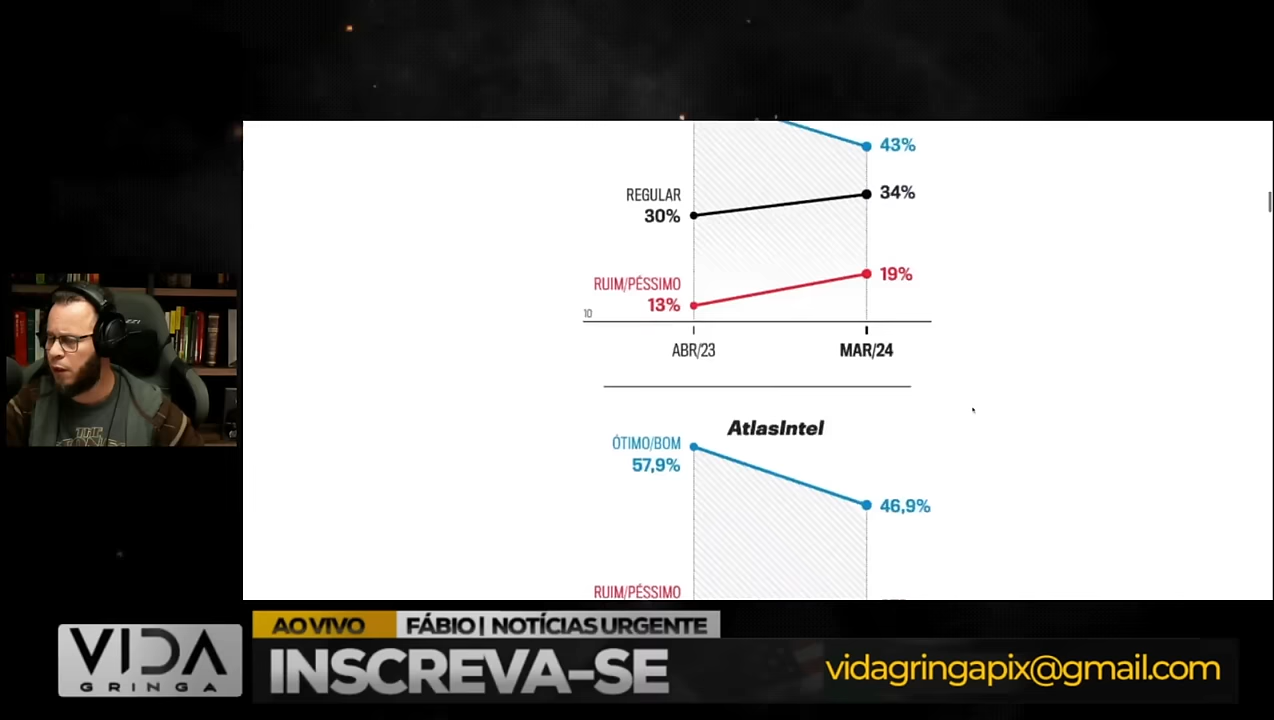 43%
REGULAR
34%
30%
RUIM/PÉSSIMO
19%
13%
10
ABR/23
MAR/24
AtlasIntel
ÓTIMO/BOM
57,9%
46,9%
RUIM/PÉSSIMO
AO VIVO
FÁBIO | NOTÍCIAS URGENTE
VIDA
GRINGA
INSCREVA-SE
vidagringapix@gmail.com